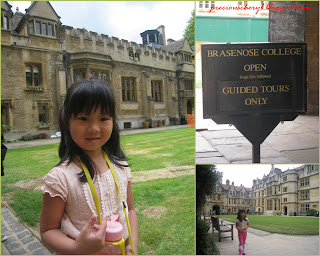 BRASENOSE COLLEGE
OPEN
GUIDED TOURS
ONLY